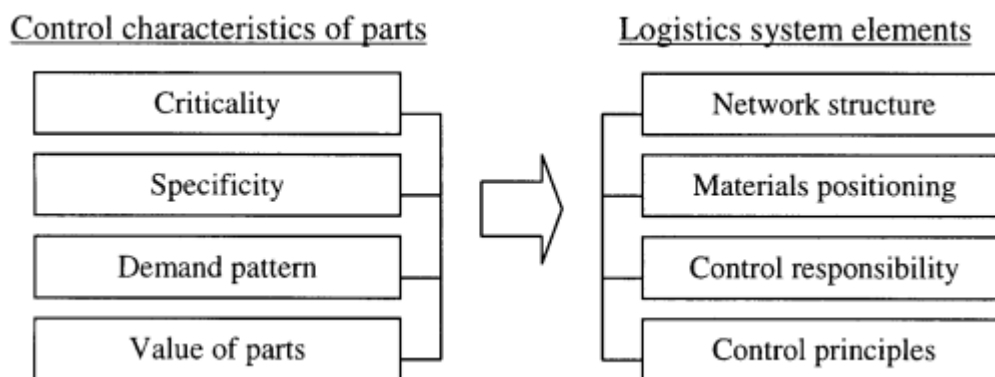 Control characteristics of parts
Criticality
Specificity
Demand pattern
Value of parts
Logistics system elements
Network structure
Materials positioning
Control responsibility
Control principles